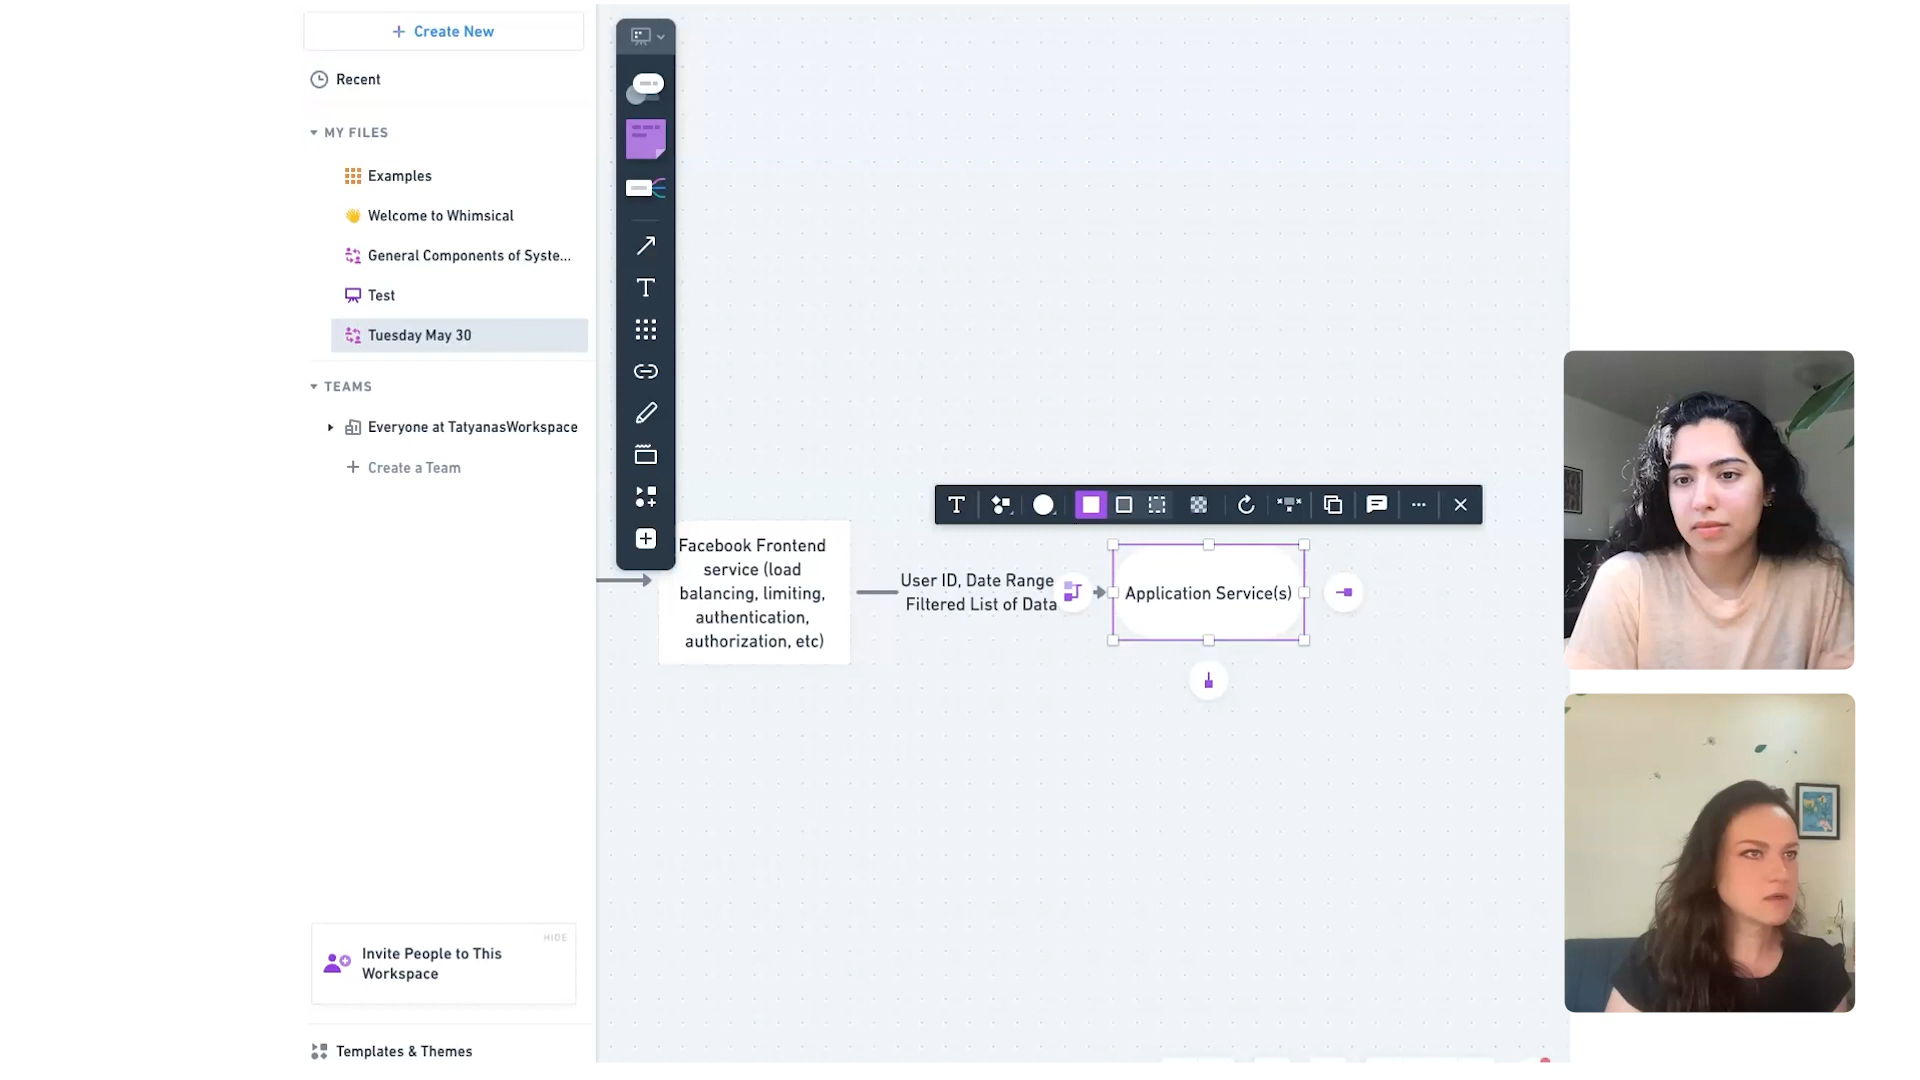 Create New
Recent
MY FILES
Examples
Welcome to Whimsical
General Components of Syste...
Test
Tuesday May 30
TEAMS
Everyone at TatyanasWorkspace
Create a Team
HIDE
Invite People to This
Workspace
Templates & Themes
Facebook Frontend
service (load
balancing, limiting,
authentication,
authorization, etc)
User ID, Date Range
Filtered List of Data
Application Service(s)